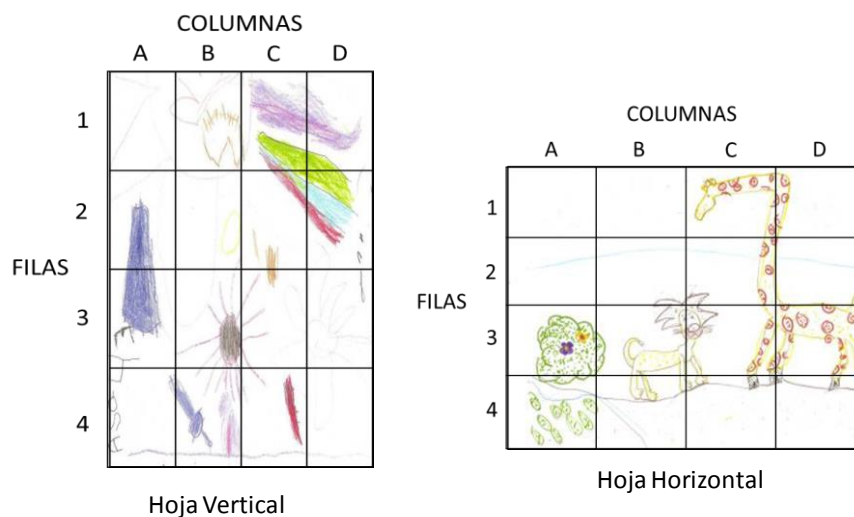 COLUMNAS
A B C D
1
2
FILAS
3
4
Hoja Vertical
COLUMNAS
A B C D
1
2
FILAS
3
4
Hoja Horizontal